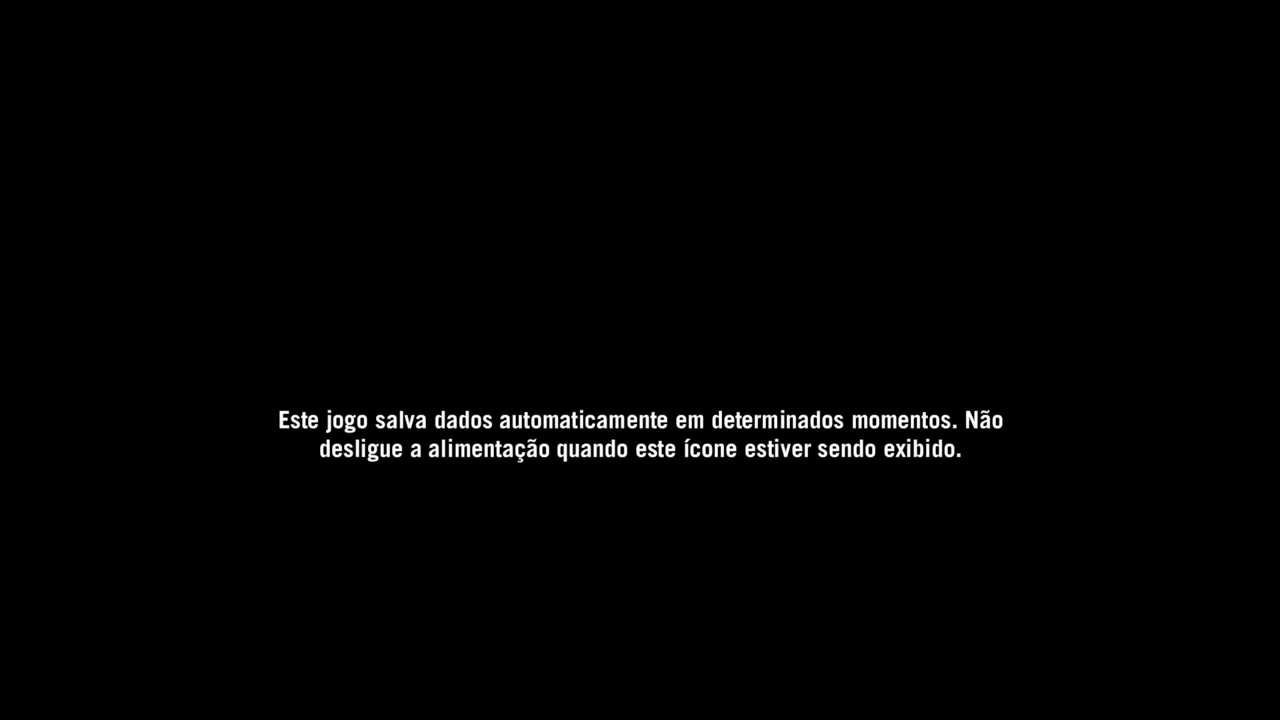 Este jogo salva dados automaticamente em determinados momentos. Não
desligue a alimentação quando este ícone estiver sendo exibido.